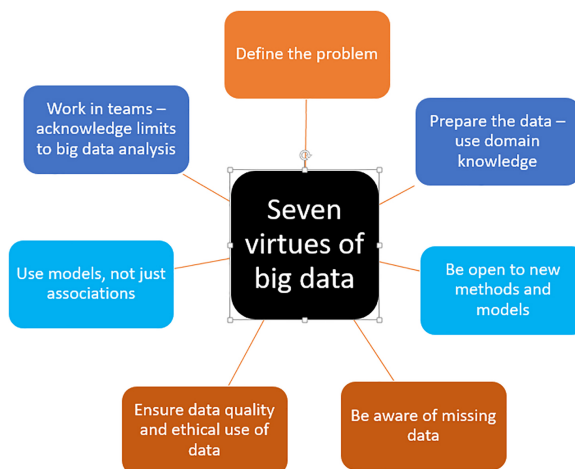 Define the problem
Work in teams –
acknowledge limits
to big data analysis
Prepare the data –
use domain
knowledge
Seven
virtues of
big data
Use models, not just
associations
Be open to new
methods and
models
Ensure data quality
and ethical use of
data
Be aware of missing
data